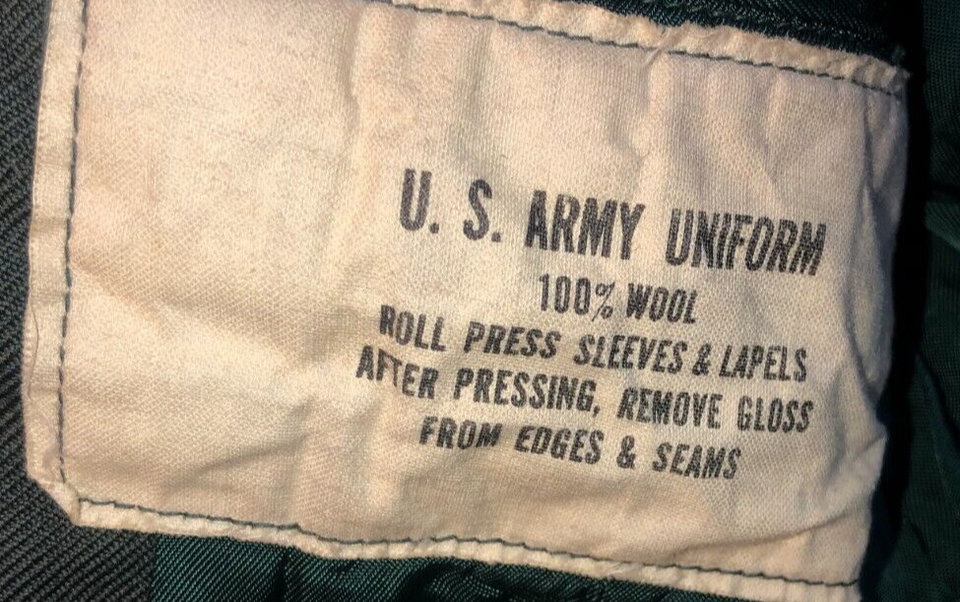 U. S. ARMY UNIFORM
100% WOOL
ROLL PRESS SLEEVES & LAPELS
AFTER PRESSING, REMOVE GLOSS
FROM EDGES & SEAMS